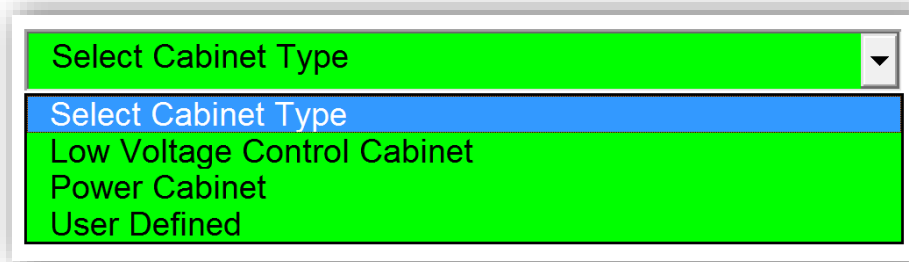 Select Cabinet Type
Select Cabinet Type
Low Voltage Control Cabinet
Power Cabinet
User Defined